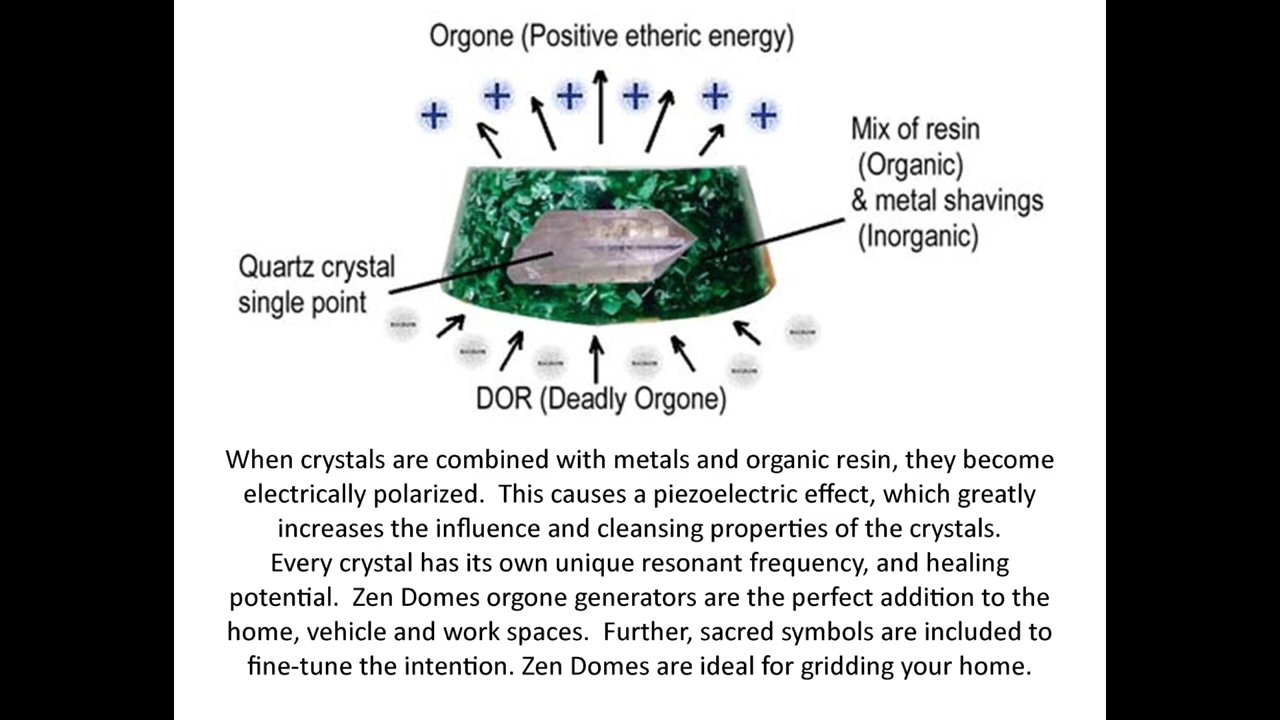 Orgone (Positive etheric energy)
Mix of resin
(Organic)
& metal shavings
(Inorganic)
Quartz crystal
single point
DOR (Deadly Orgone)
When crystals are combined with metals and organic resin, they become
electrically polarized.  This causes a piezoelectric effect, which greatly
increases the influence and cleansing properties of the crystals.
Every crystal has its own unique resonant frequency, and healing
potential.  Zen Domes orgone generators are the perfect addition to the
home, vehicle and work spaces.  Further, sacred symbols are included to
fine-tune the intention. Zen Domes are ideal for gridding your home.